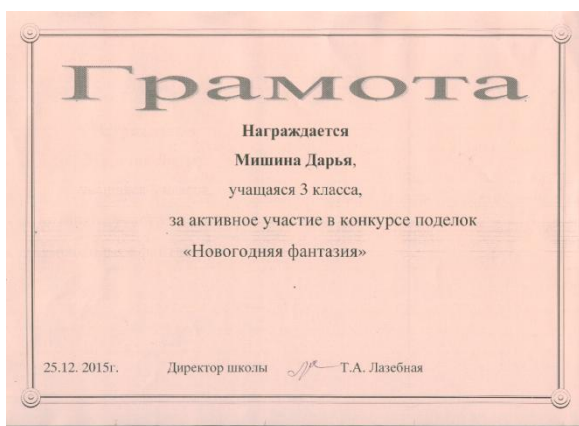 Грамота
Награждается
Мишина Дарья,
учащаяся 3 класса,
за активное участие в конкурсе поделок
«Новогодняя фантазия»
25.12. 2015г. Директор школы Т.А. Лазебная